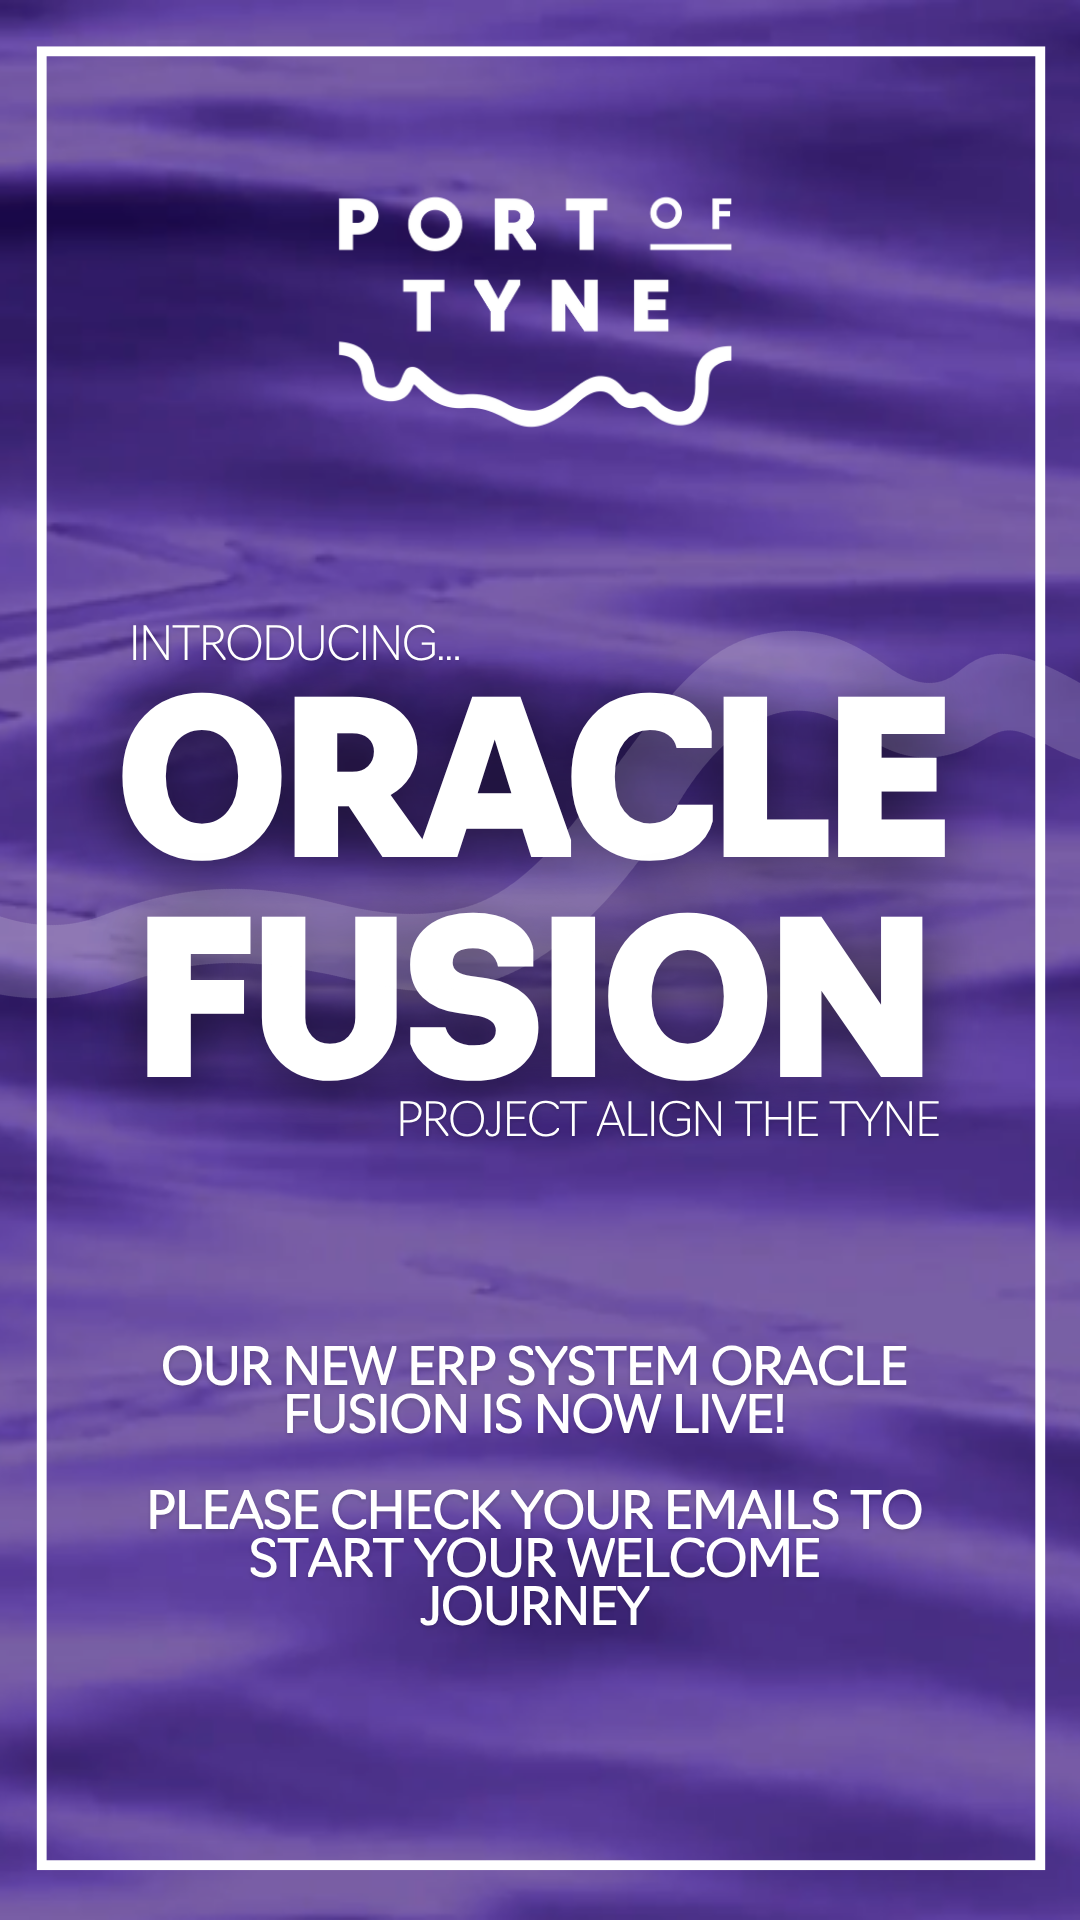 PORT OF
TYNE
INTRODUCING...
ORACLE
FUSION
PROJECT ALIGN THE TYNE
OUR NEW ERP SYSTEM ORACLE
FUSION IS NOW LIVE!
PLEASE CHECK YOUR EMAILS TO
START YOUR WELCOME
JOURNEY